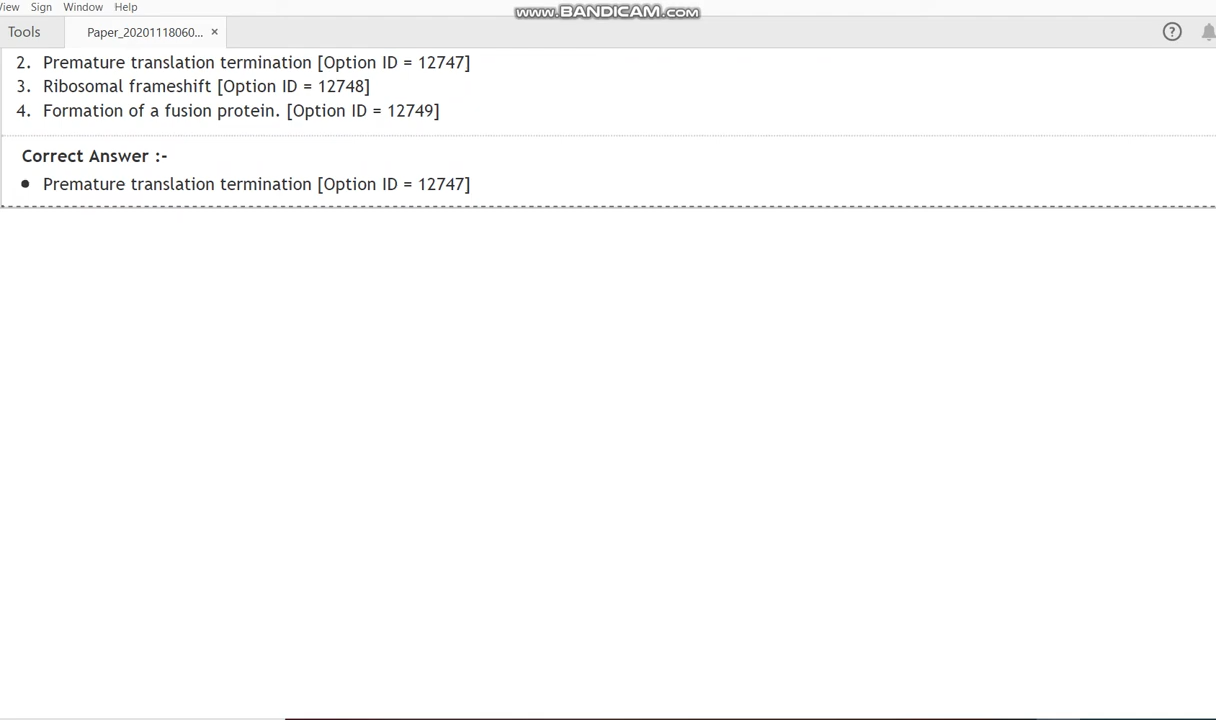 View Sign Window Help
www.BANDICAM.com
Tools Paper_20201118060... × ?
2. Premature translation termination [Option ID = 12747]
3. Ribosomal frameshift [Option ID = 12748]
4. Formation of a fusion protein. [Option ID = 12749]
Correct Answer :-
• Premature translation termination [Option ID = 12747]